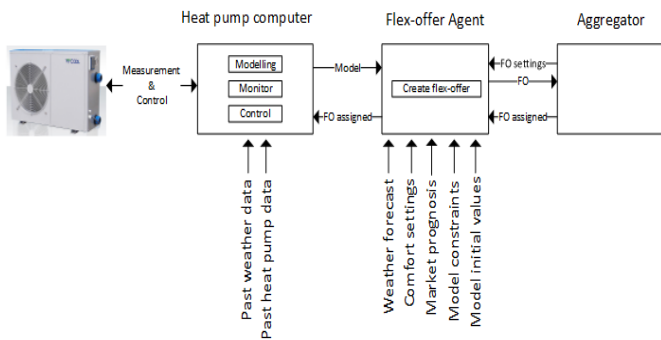 Heat pump computer
Flex-offer Agent
Aggregator
Measurement
&
Control
Modelling
Monitor
Control
Model
FO assigned
Create flex-offer
FO settings
FO
FO assigned
Past weather data
Past heat pump data
Weather forecast
Comfort settings
Market prognosis
Model constraints
Model initial values